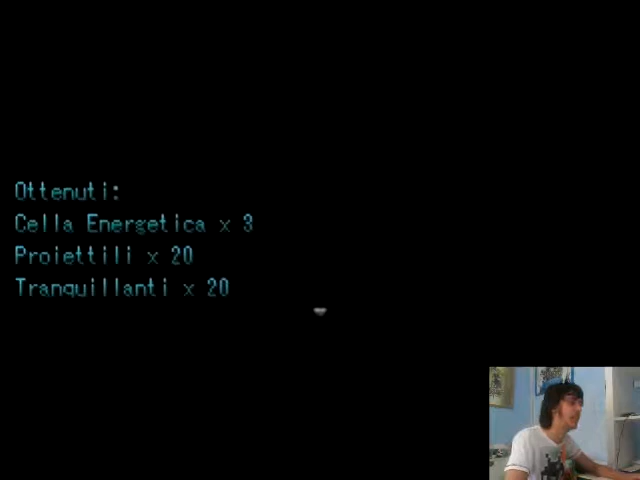 Ottenuti:
Cella Energetica x 3
Proiettili x 20
Tranquillanti x 20